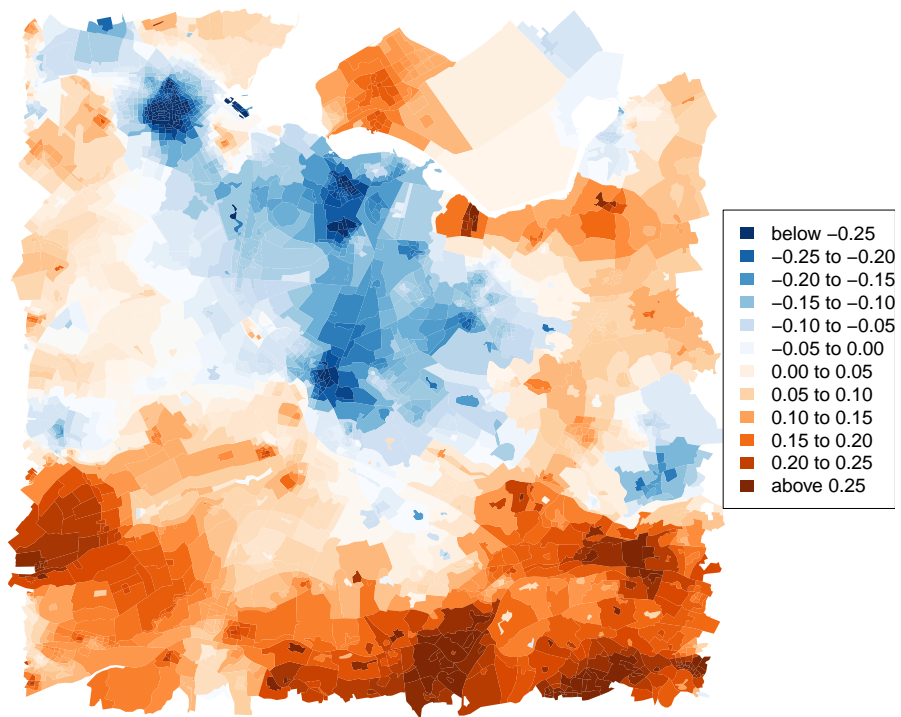 below −0.25
−0.25 to −0.20
−0.20 to −0.15
−0.15 to −0.10
−0.10 to −0.05
−0.05 to 0.00
0.00 to 0.05
0.05 to 0.10
0.10 to 0.15
0.15 to 0.20
0.20 to 0.25
above 0.25